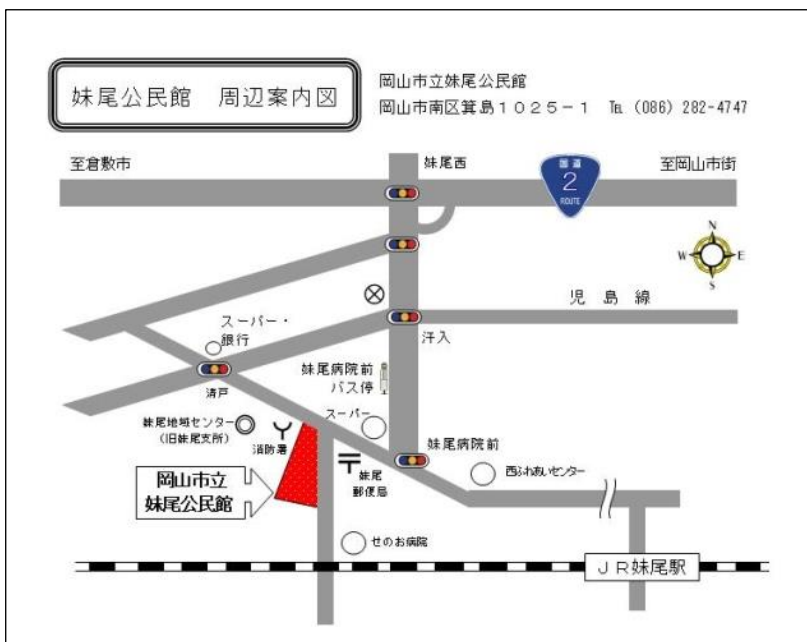 妹尾公民館　周辺案内図
岡山市立妹尾公民館
岡山市南区箕島１０２５－１　℡ (086) 282-4747
至倉敷市
妹尾西
国道
2
ROUTE
至岡山市街
N
W
E
S
児島線
スーパー・
銀行
汗入
清戸
妹尾病院前
バス停
スーパー
妹尾地域センター
(旧妹尾支所)
消防署
妹尾病院前
妹尾
郵便局
西ふれあいセンター
岡山市立
妹尾公民館
せのお病院
ＪＲ妹尾駅